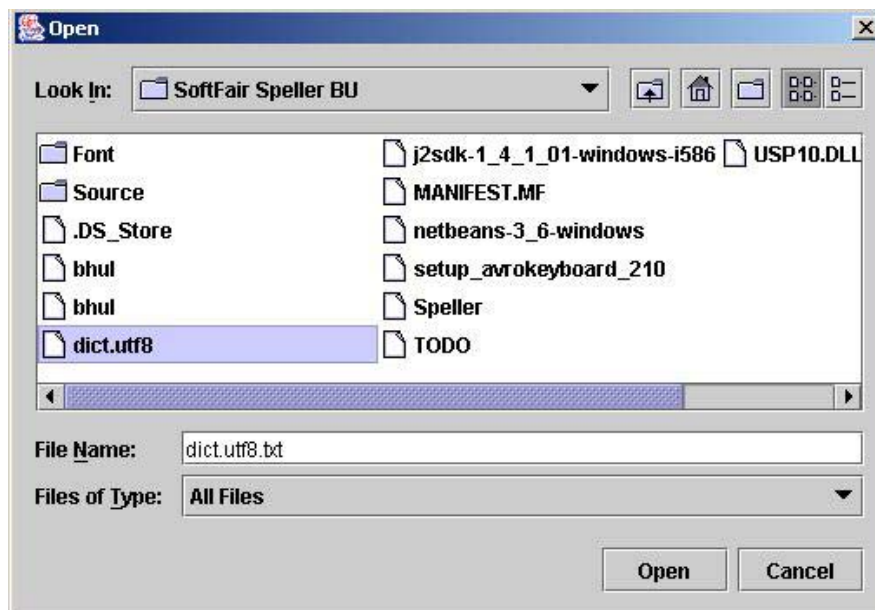 Open
Look In: SoftFair Speller BU
Font
Source
.DS_Store
bhul
bhul
dict.utf8
j2sdk-1_4_1_01-windows-i586
MANIFEST.MF
netbeans-3_6-windows
setup_avrokeyboard_210
Speller
TODO
USP10.DLL
File Name: dict.utf8.txt
Files of Type: All Files
Open Cancel